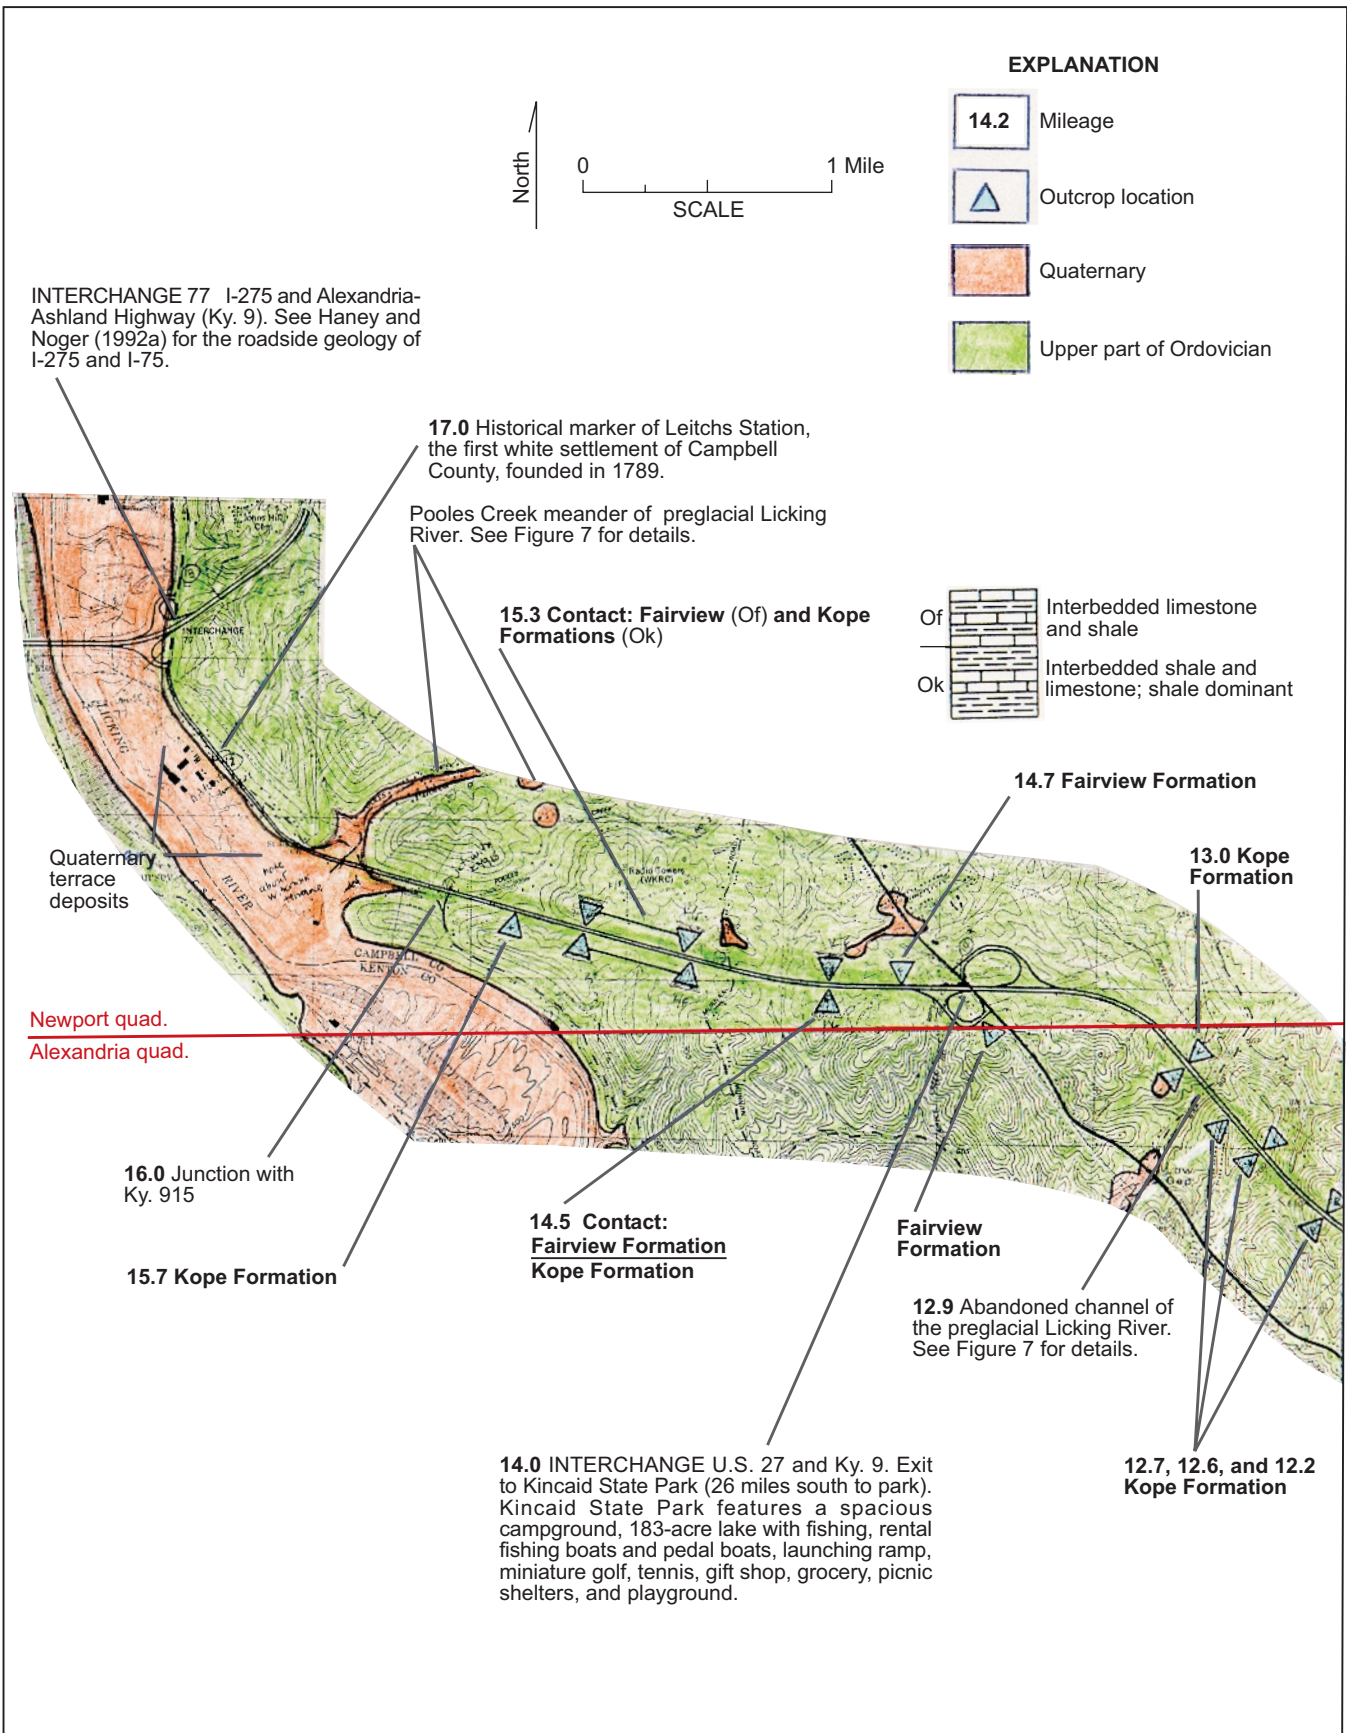 EXPLANATION
14.2 Mileage
Outcrop location
Quaternary
Upper part of Ordovician
North
0 1 Mile
SCALE
INTERCHANGE 77 I-275 and Alexandria-
Ashland Highway (Ky. 9). See Haney and
Noger (1992a) for the roadside geology of
I-275 and I-75.
17.0 Historical marker of Leitchs Station,
the first white settlement of Campbell
County, founded in 1789.
Pooles Creek meander of preglacial Licking
River. See Figure 7 for details.
15.3 Contact: Fairview (Of) and Kope
Formations (Ok)
Of
Interbedded limestone
and shale
Ok
Interbedded shale and
limestone; shale dominant
14.7 Fairview Formation
13.0 Kope
Formation
INTERCHANGE
77
LICKING
RIVER
Radio Towers
(WKRC)
Quaternary
terrace
deposits
CAMPBELL CO
KENTON CO
Newport quad.
Alexandria quad.
Low
Gap
16.0 Junction with
Ky. 915
15.7 Kope Formation
14.5 Contact:
Fairview Formation
Kope Formation
Fairview
Formation
12.9 Abandoned channel of
the preglacial Licking River.
See Figure 7 for details.
14.0 INTERCHANGE U.S. 27 and Ky. 9. Exit
to Kincaid State Park (26 miles south to park).
Kincaid State Park features a spacious
campground, 183-acre lake with fishing, rental
fishing boats and pedal boats, launching ramp,
miniature golf, tennis, gift shop, grocery, picnic
shelters, and playground.
12.7, 12.6, and 12.2
Kope Formation